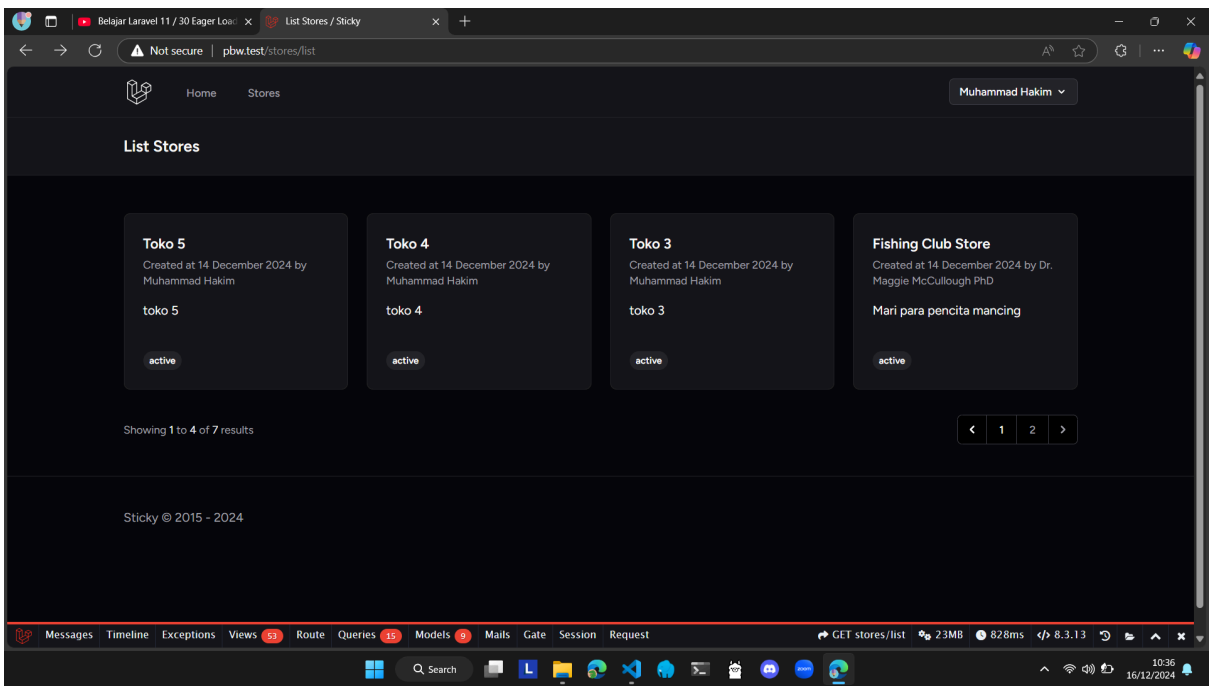 Belajar Laravel 11 / 30 Eager Load
List Stores / Sticky
Not secure
pbw.test/stores/list
Home
Stores
Muhammad Hakim
List Stores
Toko 5
Created at 14 December 2024 by
Muhammad Hakim
toko 5
active
Toko 4
Created at 14 December 2024 by
Muhammad Hakim
toko 4
active
Toko 3
Created at 14 December 2024 by
Muhammad Hakim
toko 3
active
Fishing Club Store
Created at 14 December 2024 by Dr.
Maggie McCullough PhD
Mari para pencita mancing
active
Showing 1 to 4 of 7 results
1 2
Sticky © 2015 - 2024
Messages Timeline Exceptions Views 53 Route Queries 15 Models 9 Mails Gate Session Request GET stores/list 23MB 828ms 8.3.13
Search
L
zoom
10:36
16/12/2024